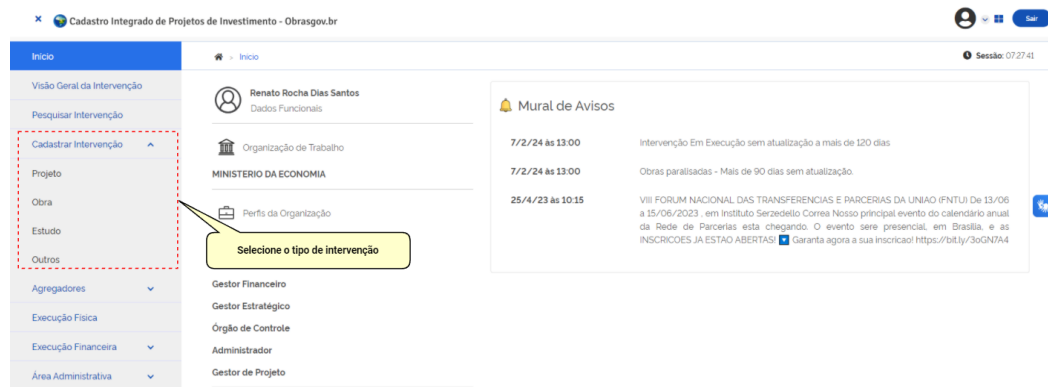 × Cadastro Integrado de Projetos de Investimento - Obrasgov.br
Sair
Início
Início
Sessão: 07:27:41
Visão Geral da Intervenção
Pesquisar Intervenção
Cadastrar Intervenção
Projeto
Obra
Estudo
Outros
Agregadores
Execução Física
Execução Financeira
Área Administrativa
Renato Rocha Dias Santos
Dados Funcionais
Organização de Trabalho
MINISTERIO DA ECONOMIA
Perfis da Organização
Selecione o tipo de intervenção
Gestor Financeiro
Gestor Estratégico
Órgão de Controle
Administrador
Gestor de Projeto
Mural de Avisos
7/2/24 às 13:00 Intervenção Em Execução sem atualização a mais de 120 dias
7/2/24 às 13:00 Obras paralisadas - Mais de 90 dias sem atualização.
25/4/23 às 10:15 VIII FORUM NACIONAL DAS TRANSFERENCIAS E PARCERIAS DA UNIAO (FNTU) De 13/06
a 15/06/2023 , em Instituto Serzedello Correa Nosso principal evento do calendário anual
da Rede de Parcerias esta chegando. O evento sere presencial, em Brasília, e as
INSCRICOES JA ESTAO ABERTAS! Garanta agora a sua inscricao! https://bit.ly/3oGN7A4